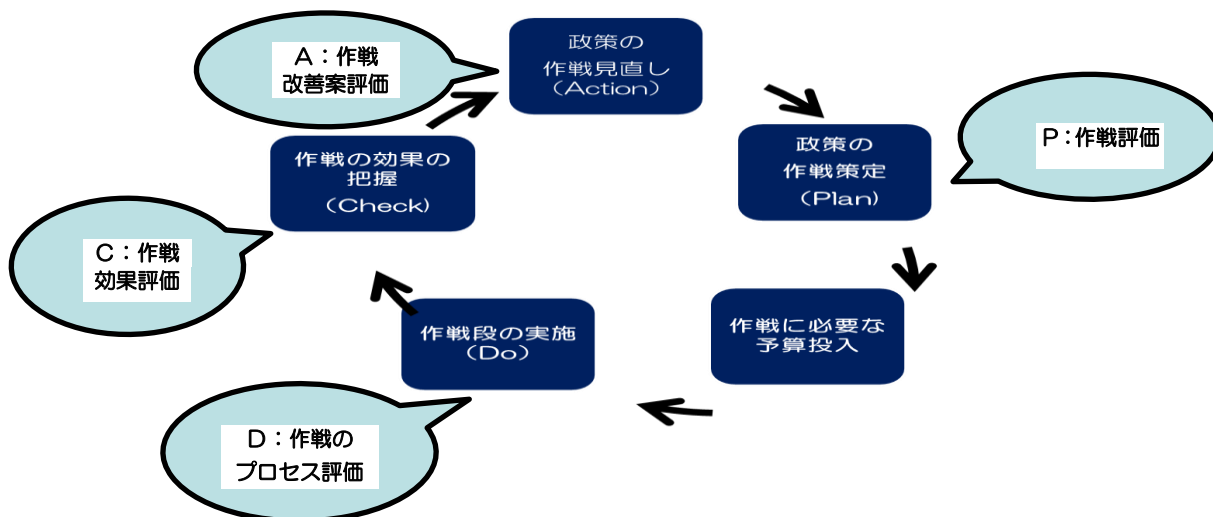 政策の
作戦見直し
(Action)
A:作戦
改善案評価
政策の
作戦策定
(Plan)
P:作戦評価
作戦の効果の
把握
(Check)
C:作戦
効果評価
作戦に必要な
予算投入
作戦段の実施
(Do)
D:作戦の
プロセス評価